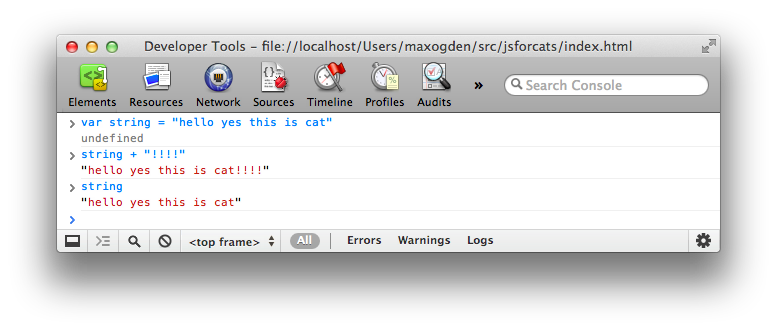 Developer Tools - file://localhost/Users/maxogden/src/jsforcats/index.html
Elements Resources Network Sources Timeline Profiles Audits » Search Console
> var string = "hello yes this is cat"
undefined
> string + "!!!!"
"hello yes this is cat!!!!"
> string
"hello yes this is cat"
>
<top frame> All Errors Warnings Logs